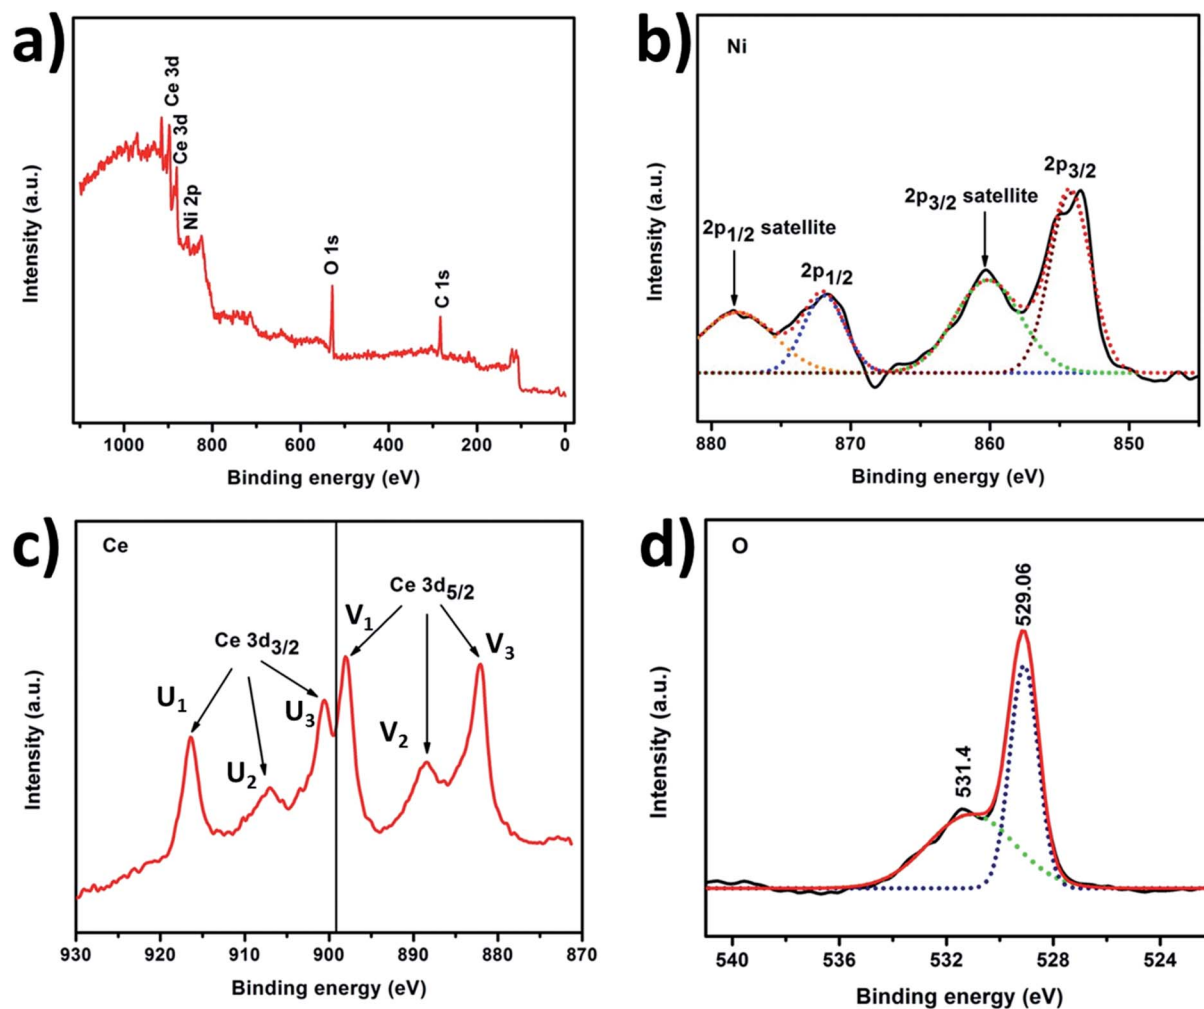 a)
Ce 3d
Ce 3d
Ni 2p
O 1s
C 1s
Intensity (a.u.)
1000 800 600 400 200 0
Binding energy (eV)
b)
Ni
2p1/2 satellite
2p1/2
2p3/2 satellite
2p3/2
Intensity (a.u.)
880 870 860 850
Binding energy (eV)
c)
Ce
Ce 3d3/2
Ce 3d5/2
U1
U2
U3
V1
V2
V3
Intensity (a.u.)
930 920 910 900 890 880 870
Binding energy (eV)
d)
O
531.4
529.06
Intensity (a.u.)
540 536 532 528 524
Binding energy (eV)